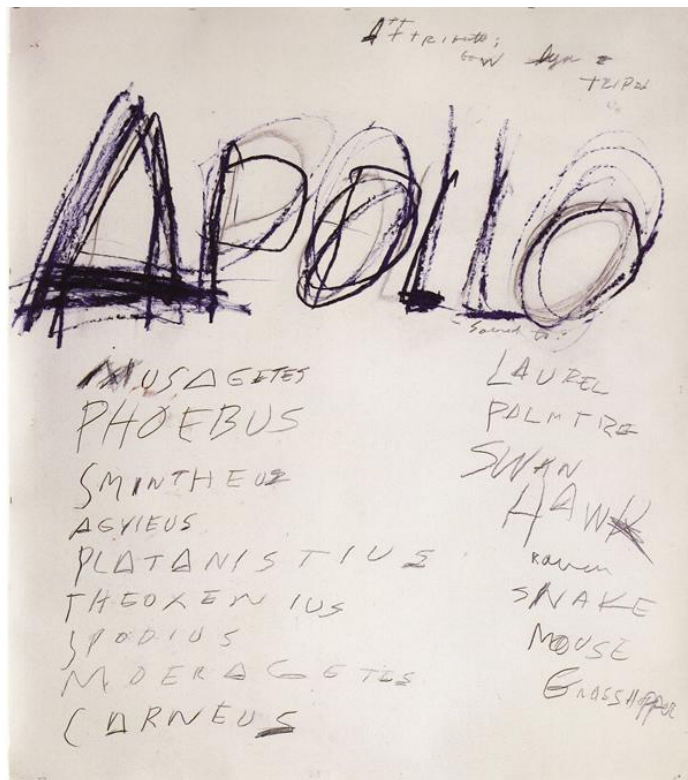 Attributes:
BOW
APOLLO
Sacred to:
MUSAGETES
PHOEBUS
SMINTHEUS
AGYIEUS
PLATANISTIUS
THEOXENIUS
SPODIUS
MOERAGETES
CARNEUS
LAUREL
PALMTREE
SWAN
HAWK
RAVEN
SNAKE
MOUSE
GRASSHOPPER